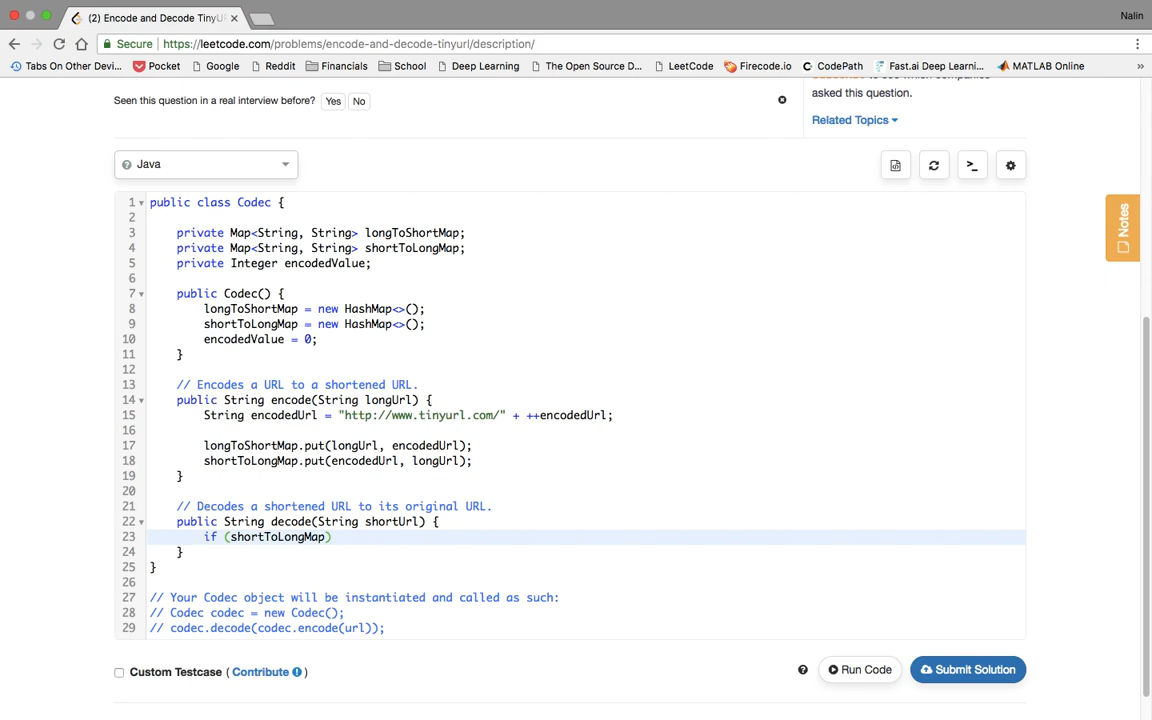 (2) Encode and Decode TinyU
Nalin
Secure | https://leetcode.com/problems/encode-and-decode-tinyurl/description/
Tabs On Other Devi... Pocket Google Reddit Financials School Deep Learning The Open Source D... LeetCode Firecode.io CodePath Fast.ai Deep Learni... MATLAB Online »
Subscribe to see which companies
asked this question.
Seen this question in a real interview before? Yes No
Related Topics
Java
>_
Notes
1 public class Codec {
2
3 private Map<String, String> longToShortMap;
4 private Map<String, String> shortToLongMap;
5 private Integer encodedValue;
6
7 public Codec() {
8 longToShortMap = new HashMap<>();
9 shortToLongMap = new HashMap<>();
10 encodedValue = 0;
11 }
12
13 // Encodes a URL to a shortened URL.
14 public String encode(String longUrl) {
15 String encodedUrl = "http://www.tinyurl.com/" + ++encodedUrl;
16
17 longToShortMap.put(longUrl, encodedUrl);
18 shortToLongMap.put(encodedUrl, longUrl);
19 }
20
21 // Decodes a shortened URL to its original URL.
22 public String decode(String shortUrl) {
23 if (shortToLongMap)
24 }
25 }
26
27 // Your Codec object will be instantiated and called as such:
28 // Codec codec = new Codec();
29 // codec.decode(codec.encode(url));
Custom Testcase ( Contribute )
? Run Code Submit Solution